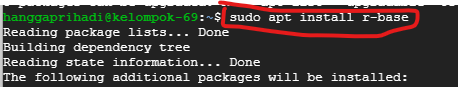 hanggaprihadi@kelompok-69:~$ sudo apt install r-base
Reading package lists... Done
Building dependency tree
Reading state information... Done
The following additional packages will be installed: